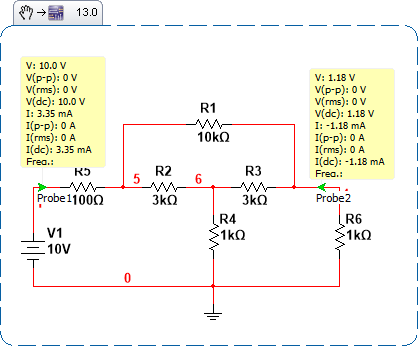 13.0
V: 10.0 V
V(p-p): 0 V
V(rms): 0 V
V(dc): 10.0 V
I: 3.35 mA
I(p-p): 0 A
I(rms): 0 A
I(dc): 3.35 mA
Freq.:
V: 1.18 V
V(p-p): 0 V
V(rms): 0 V
V(dc): 1.18 V
I: -1.18 mA
I(p-p): 0 A
I(rms): 0 A
I(dc): -1.18 mA
Freq.:
R1
10kΩ
R5
100Ω
5
R2
3kΩ
6
R3
3kΩ
Probe1
Probe2
R4
1kΩ
R6
1kΩ
V1
10V
0